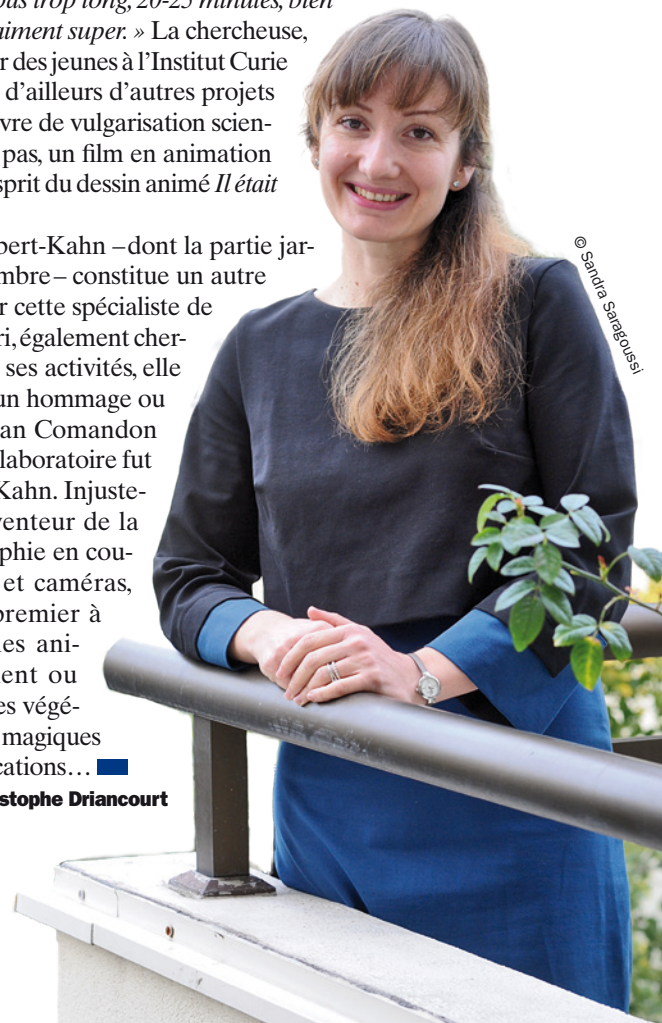 pas trop long, 20-25 minutes, bien
aiment super. » La chercheuse,
r des jeunes à l’Institut Curie
d’ailleurs d’autres projets
vre de vulgarisation scien-
pas, un film en animation
sprit du dessin animé Il était
bert-Kahn –dont la partie jar-
mbre– constitue un autre
r cette spécialiste de
ri, également cher-
ses activités, elle
un hommage ou
an Comandon
laboratoire fut
Kahn. Injuste-
venteur de la
phie en cou-
et caméras,
premier à
les ani-
ent ou
es végé-
magiques
cations…
stophe Driancourt
© Sandra Saragoussi